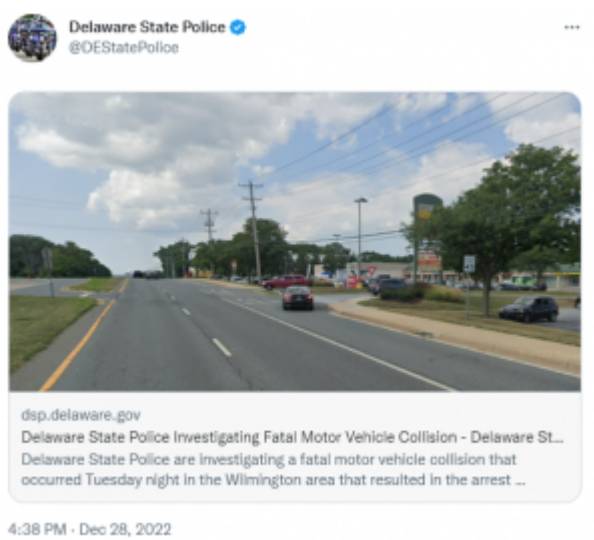 Delaware State Police
@DEStatePolice
dsp.delaware.gov
Delaware State Police Investigating Fatal Motor Vehicle Collision - Delaware St...
Delaware State Police are investigating a fatal motor vehicle collision that
occurred Tuesday night in the Wilmington area that resulted in the arrest ...
4:38 PM · Dec 28, 2022